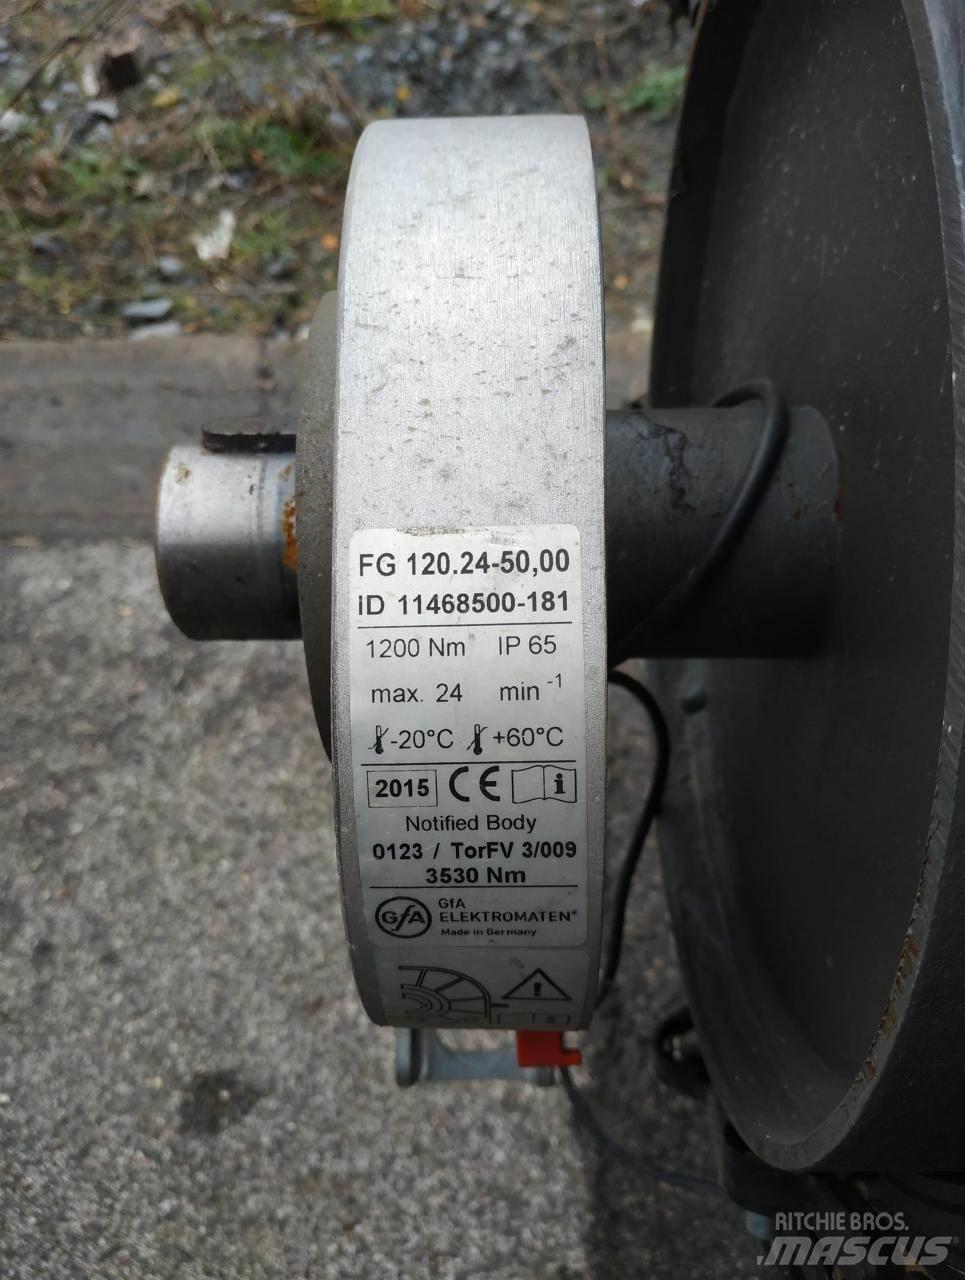 FG 120.24-50,00
ID 11468500-181
1200 Nm IP 65
max. 24 min -1
-20°C +60°C
2015 CE i
Notified Body
0123 / TorFV 3/009
3530 Nm
GfA GfA
ELEKTROMATEN®
Made in Germany
!
RITCHIE BROS.
MASCUS